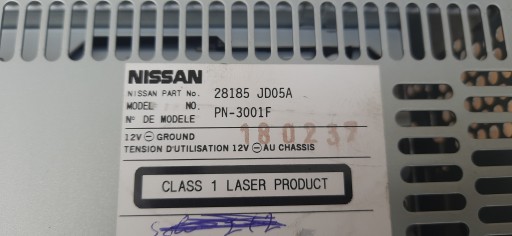 NISSAN
NISSAN PART No. 28185 JD05A
MODEL NO. PN-3001F
N° DE MODELE
180237
12V ⊖ GROUND
TENSION D'UTILISATION 12V ⊖ AU CHASSIS
CLASS 1 LASER PRODUCT